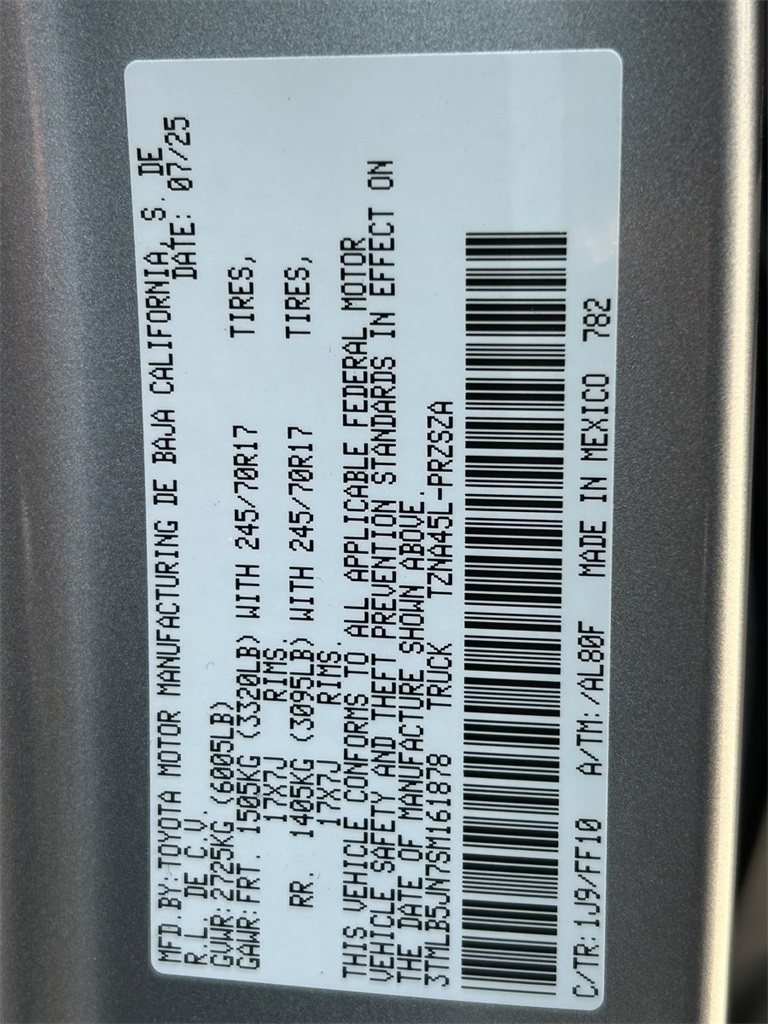 MFD.BY:TOYOTA MOTOR MANUFACTURING DE BAJA CALIFORNIA, S. DE
R.L. DE C.V. DATE: 07/25
GVWR:2725KG (6005LB)
GAWR:FRT. 1505KG (3320LB) WITH 245/70R17 TIRES,
17X7J RIMS
RR. 1405KG (3095LB) WITH 245/70R17 TIRES,
17X7J RIMS.
THIS VEHICLE CONFORMS TO ALL APPLICABLE FEDERAL MOTOR
VEHICLE SAFETY AND THEFT PREVENTION STANDARDS IN EFFECT ON
THE DATE OF MANUFACTURE SHOWN ABOVE.
3TMLB5JN7SM161878 TRUCK TZNA45L-PRZSZA
C/TR:1J9/FF10 A/TM:/AL80F MADE IN MEXICO 782